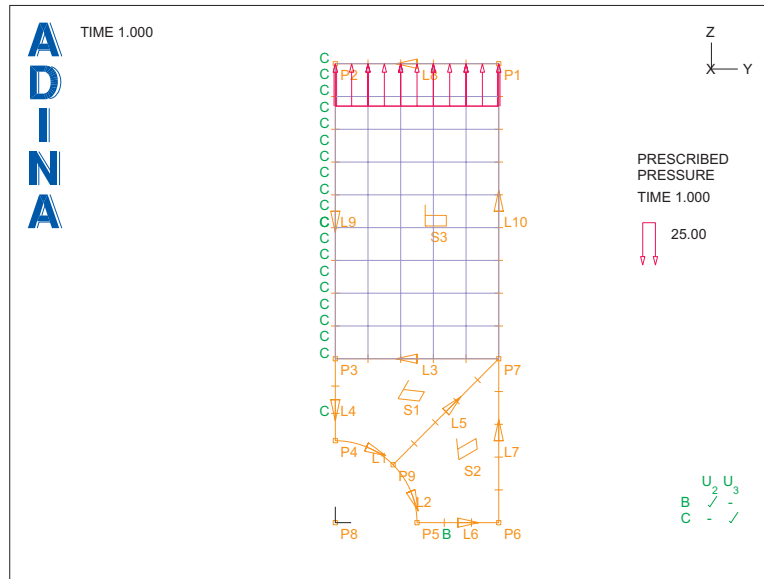 ADINA
TIME 1.000
Z
X Y
PRESCRIBED
PRESSURE
TIME 1.000
25.00
C
C P2 L8 P1
C
C
C
C
C
C
C
C
C L9 S3 L10
C
C
C
C
C
C
C
C
C P3 L3 P7
C L4 S1 L5
P4 L1 S2 L7
P9
L2
P8 P5 B L6 P6
U2 U3
B ✓ -
C - ✓